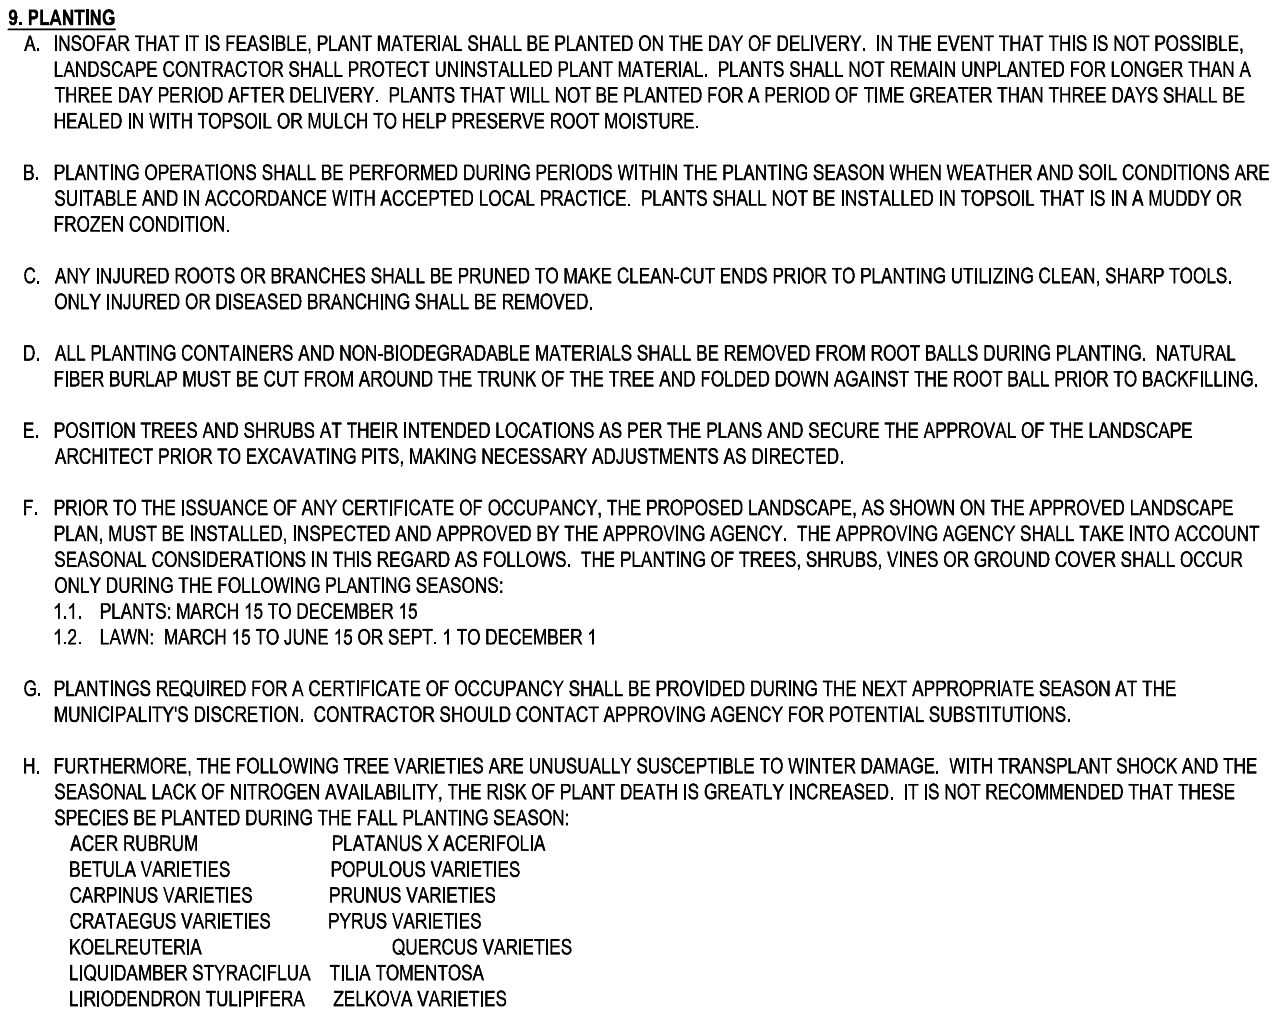 9. PLANTING
A. INSOFAR THAT IT IS FEASIBLE, PLANT MATERIAL SHALL BE PLANTED ON THE DAY OF DELIVERY. IN THE EVENT THAT THIS IS NOT POSSIBLE,
LANDSCAPE CONTRACTOR SHALL PROTECT UNINSTALLED PLANT MATERIAL. PLANTS SHALL NOT REMAIN UNPLANTED FOR LONGER THAN A
THREE DAY PERIOD AFTER DELIVERY. PLANTS THAT WILL NOT BE PLANTED FOR A PERIOD OF TIME GREATER THAN THREE DAYS SHALL BE
HEALED IN WITH TOPSOIL OR MULCH TO HELP PRESERVE ROOT MOISTURE.
B. PLANTING OPERATIONS SHALL BE PERFORMED DURING PERIODS WITHIN THE PLANTING SEASON WHEN WEATHER AND SOIL CONDITIONS ARE
SUITABLE AND IN ACCORDANCE WITH ACCEPTED LOCAL PRACTICE. PLANTS SHALL NOT BE INSTALLED IN TOPSOIL THAT IS IN A MUDDY OR
FROZEN CONDITION.
C. ANY INJURED ROOTS OR BRANCHES SHALL BE PRUNED TO MAKE CLEAN-CUT ENDS PRIOR TO PLANTING UTILIZING CLEAN, SHARP TOOLS.
ONLY INJURED OR DISEASED BRANCHING SHALL BE REMOVED.
D. ALL PLANTING CONTAINERS AND NON-BIODEGRADABLE MATERIALS SHALL BE REMOVED FROM ROOT BALLS DURING PLANTING. NATURAL
FIBER BURLAP MUST BE CUT FROM AROUND THE TRUNK OF THE TREE AND FOLDED DOWN AGAINST THE ROOT BALL PRIOR TO BACKFILLING.
E. POSITION TREES AND SHRUBS AT THEIR INTENDED LOCATIONS AS PER THE PLANS AND SECURE THE APPROVAL OF THE LANDSCAPE
ARCHITECT PRIOR TO EXCAVATING PITS, MAKING NECESSARY ADJUSTMENTS AS DIRECTED.
F. PRIOR TO THE ISSUANCE OF ANY CERTIFICATE OF OCCUPANCY, THE PROPOSED LANDSCAPE, AS SHOWN ON THE APPROVED LANDSCAPE
PLAN, MUST BE INSTALLED, INSPECTED AND APPROVED BY THE APPROVING AGENCY. THE APPROVING AGENCY SHALL TAKE INTO ACCOUNT
SEASONAL CONSIDERATIONS IN THIS REGARD AS FOLLOWS. THE PLANTING OF TREES, SHRUBS, VINES OR GROUND COVER SHALL OCCUR
ONLY DURING THE FOLLOWING PLANTING SEASONS:
1.1. PLANTS: MARCH 15 TO DECEMBER 15
1.2. LAWN: MARCH 15 TO JUNE 15 OR SEPT. 1 TO DECEMBER 1
G. PLANTINGS REQUIRED FOR A CERTIFICATE OF OCCUPANCY SHALL BE PROVIDED DURING THE NEXT APPROPRIATE SEASON AT THE
MUNICIPALITY'S DISCRETION. CONTRACTOR SHOULD CONTACT APPROVING AGENCY FOR POTENTIAL SUBSTITUTIONS.
H. FURTHERMORE, THE FOLLOWING TREE VARIETIES ARE UNUSUALLY SUSCEPTIBLE TO WINTER DAMAGE. WITH TRANSPLANT SHOCK AND THE
SEASONAL LACK OF NITROGEN AVAILABILITY, THE RISK OF PLANT DEATH IS GREATLY INCREASED. IT IS NOT RECOMMENDED THAT THESE
SPECIES BE PLANTED DURING THE FALL PLANTING SEASON:
ACER RUBRUM PLATANUS X ACERIFOLIA
BETULA VARIETIES POPULOUS VARIETIES
CARPINUS VARIETIES PRUNUS VARIETIES
CRATAEGUS VARIETIES PYRUS VARIETIES
KOELREUTERIA QUERCUS VARIETIES
LIQUIDAMBER STYRACIFLUA TILIA TOMENTOSA
LIRIODENDRON TULIPIFERA ZELKOVA VARIETIES